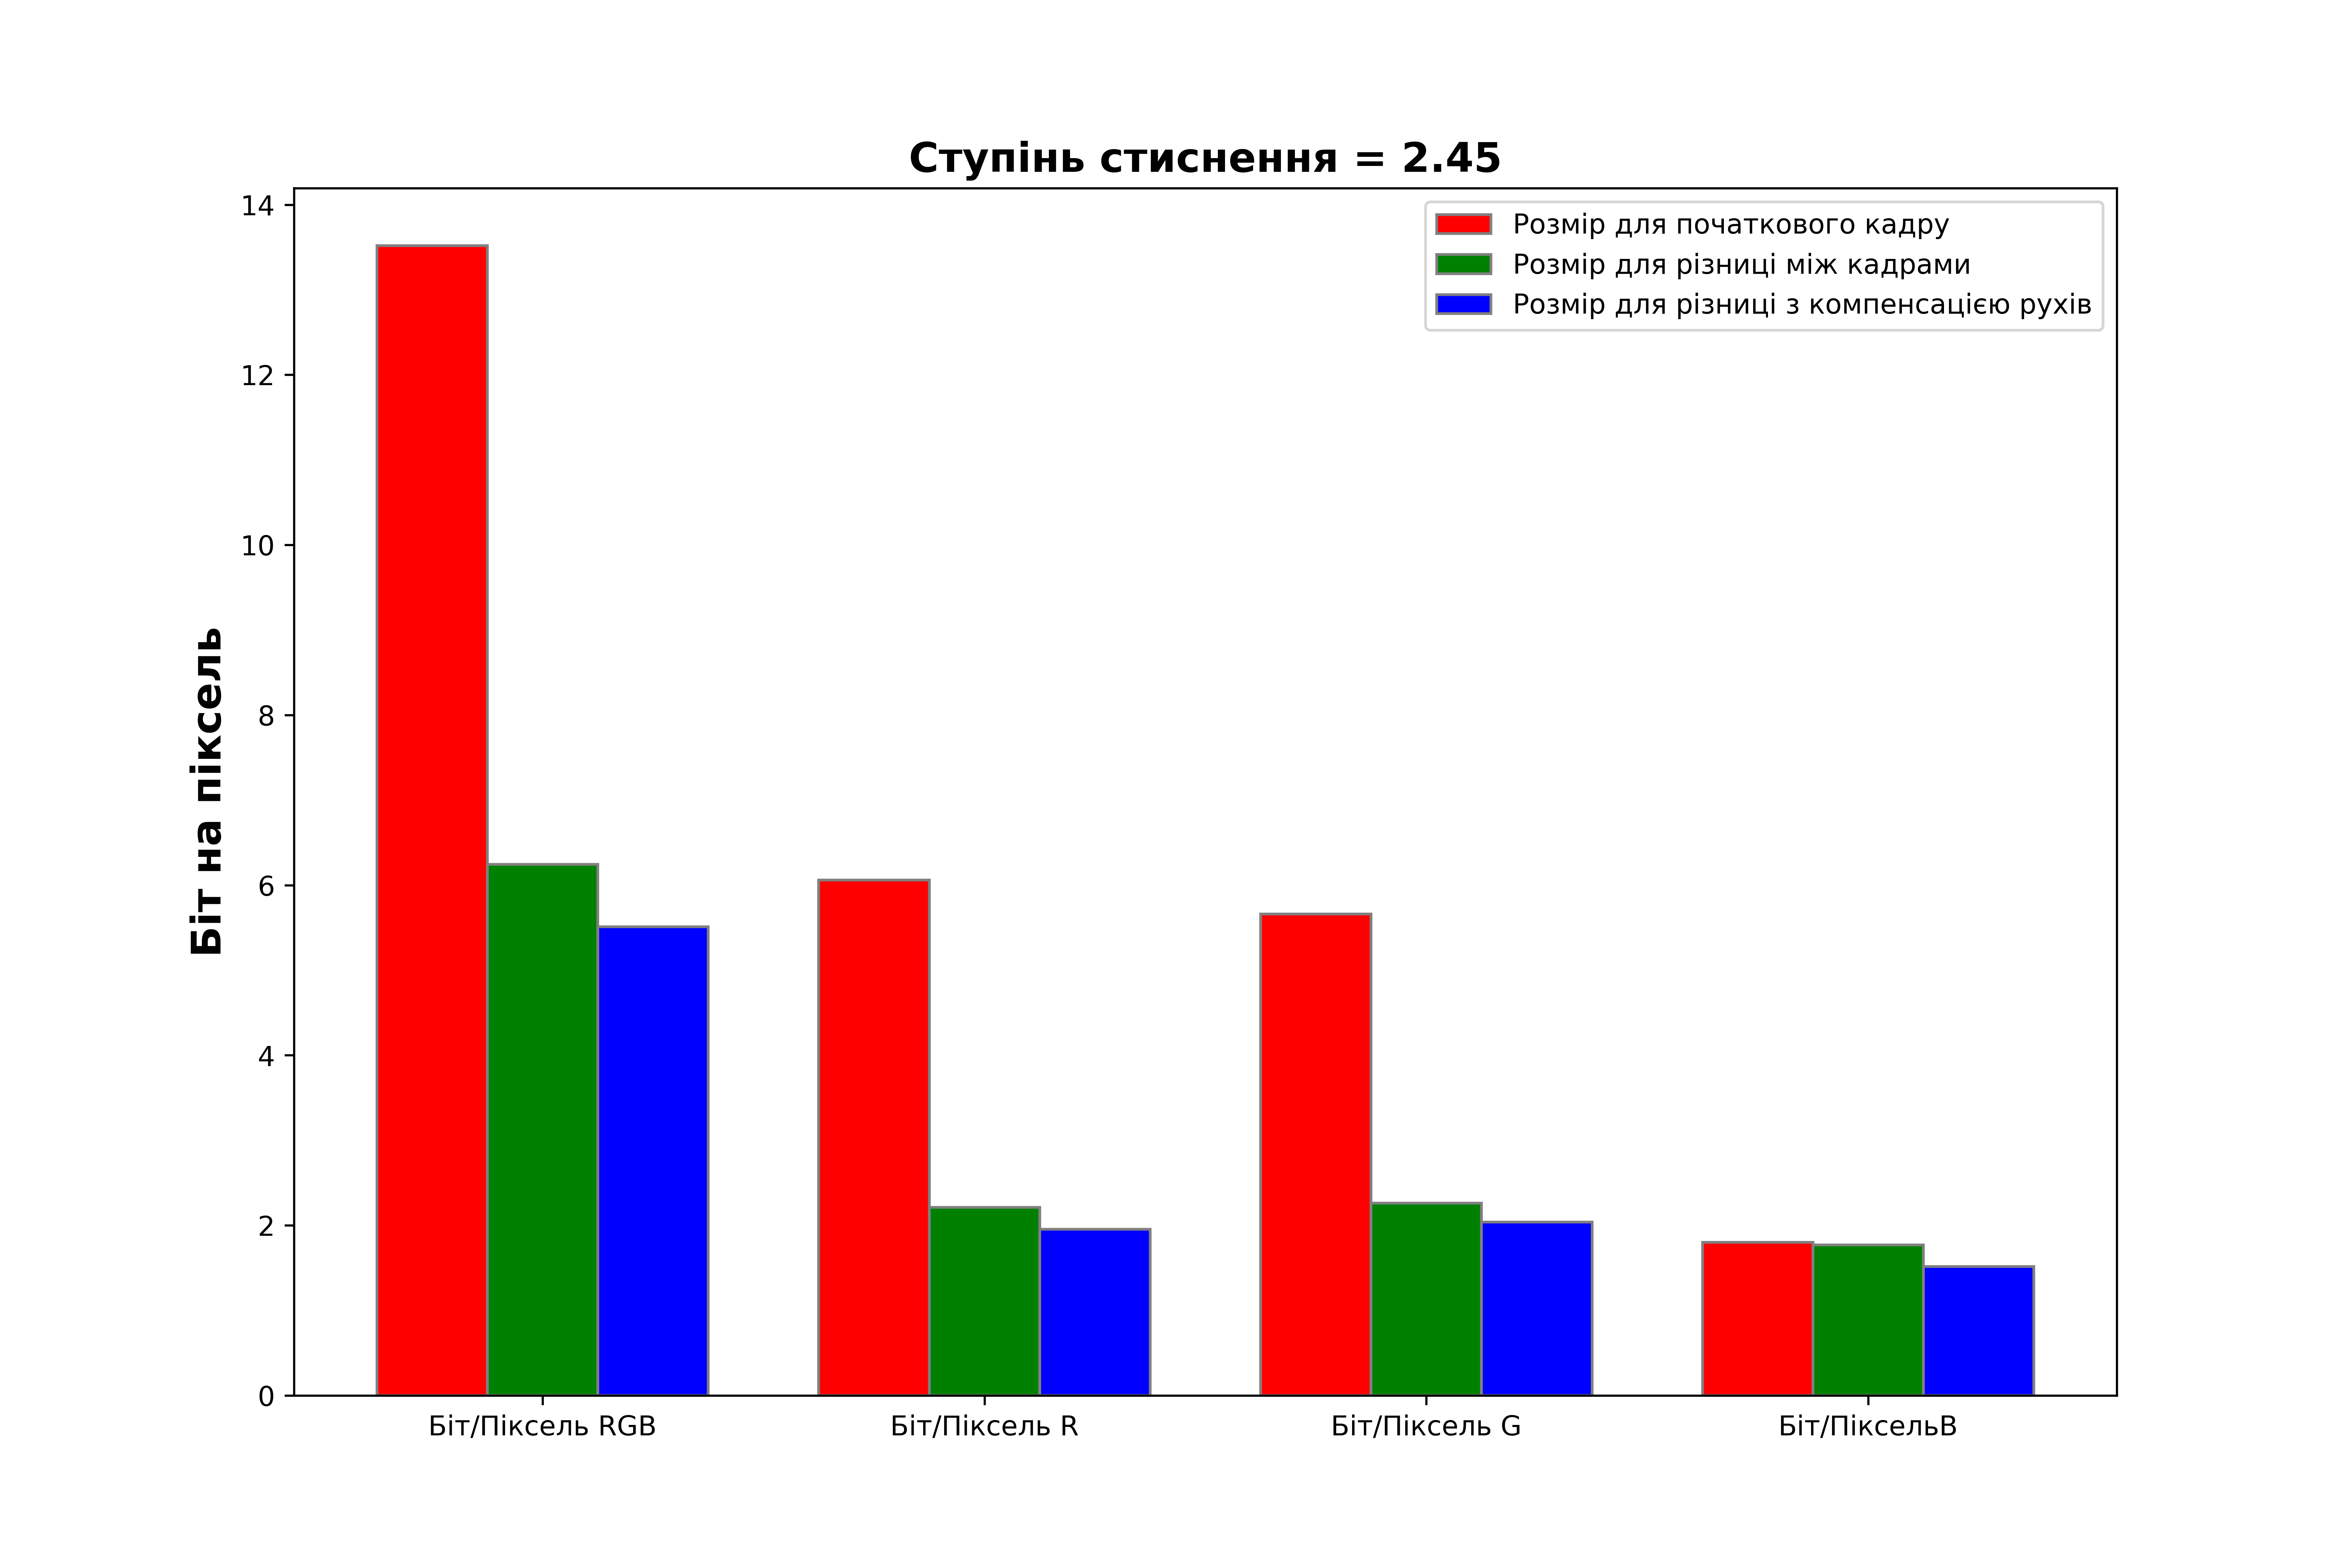 Ступінь стиснення = 2.45
Розмір для початкового кадру
Розмір для різниці між кадрами
Розмір для різниці з компенсацією рухів
Біт на піксель
14
12
10
8
6
4
2
0
Біт/Піксель RGB
Біт/Піксель R
Біт/Піксель G
Біт/ПіксельB